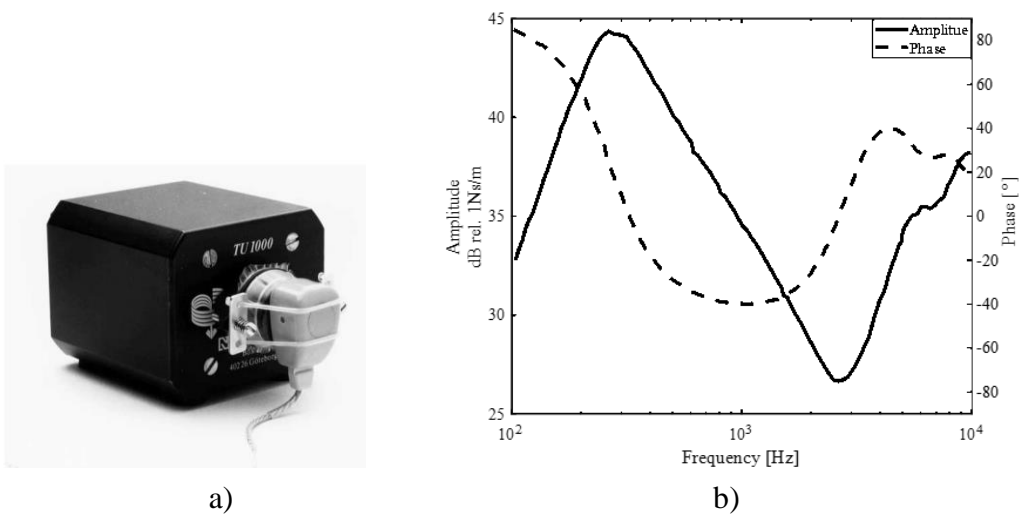 TU 1000
402 26 Göteborg
a)
45
40
35
30
25
Amplitude
dB rel. 1Ns/m
Amplitue
Phase
80
60
40
20
0
-20
-40
-60
-80
Phase [ ° ]
10²
10³
10⁴
Frequency [Hz]
b)